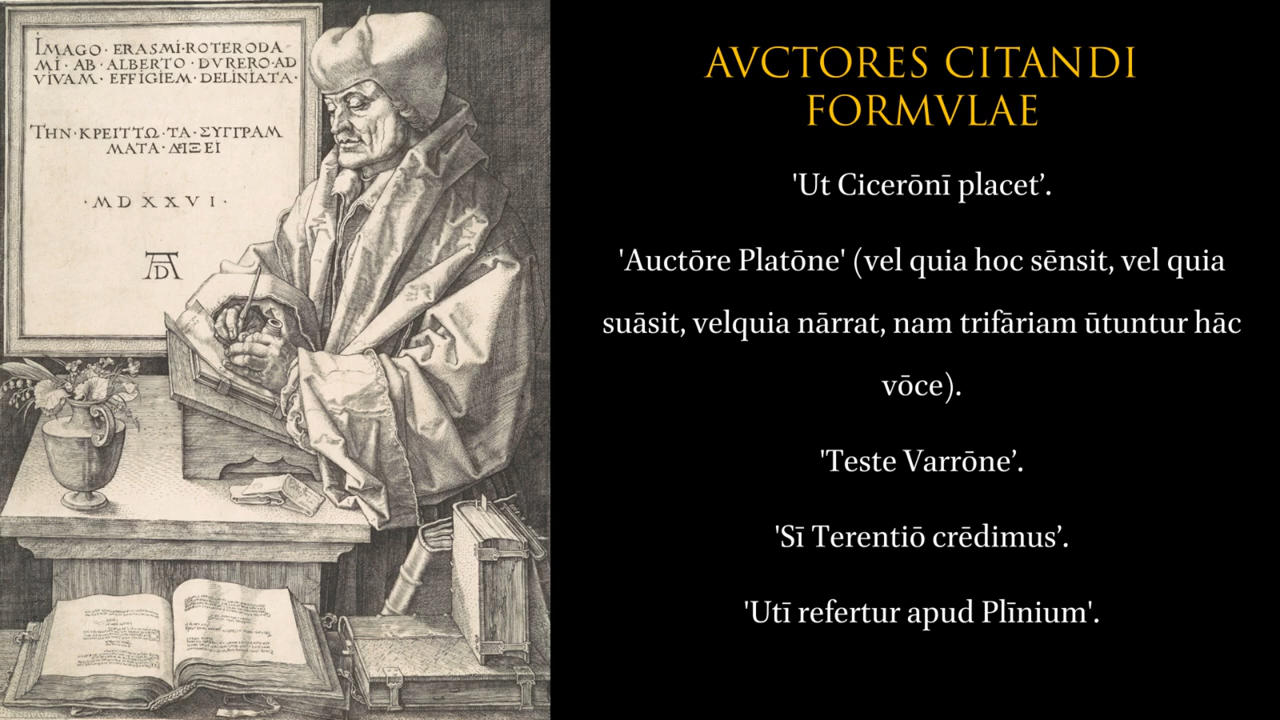 IMAGO · ERASMI · ROTERODA
MI · AB · ALBERTO · DVRERO · AD
VIVAM · EFFIGIEM · DELINIATA ·
ΤΗΝ · ΚΡΕΙΤΤΩ · ΤΑ · ΣΥΓΓΡΑΜ
ΜΑΤΑ · ΔΙΞΕΙ
· MDXXVI ·
AD
AVCTORES CITANDI
FORMVLAE
'Ut Cicerōnī placet’.
'Auctōre Platōne' (vel quia hoc sēnsit, vel quia
suāsit, velquia nārrat, nam trifāriam ūtuntur hāc
vōce).
'Teste Varrōne’.
'Sī Terentiō crēdimus’.
'Utī refertur apud Plīnium'.